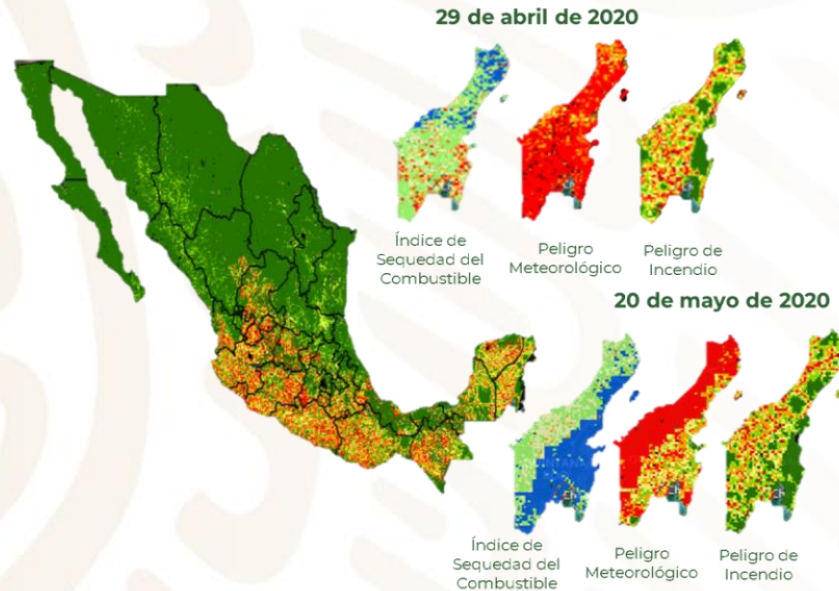 29 de abril de 2020
Índice de
Sequedad del
Combustible
Peligro
Meteorológico
Peligro de
Incendio
20 de mayo de 2020
Índice de
Sequedad del
Combustible
Peligro
Meteorológico
Peligro de
Incendio